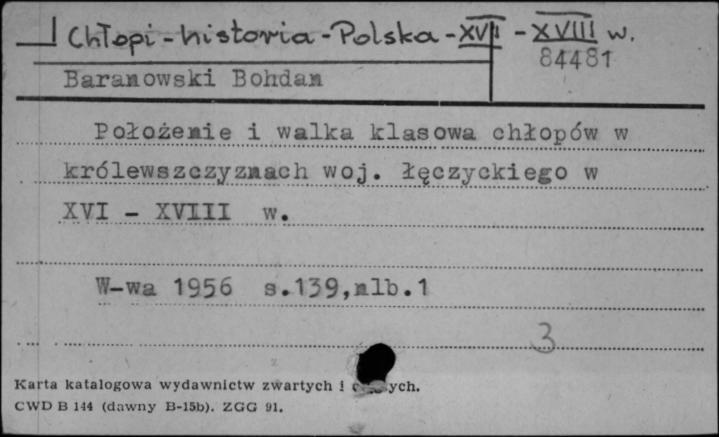 Chłopi - historia - Polska - XVI - XVIII w.
84481
Baranowski Bohdan
Położenie i walka klasowa chłopów w
królewszczyznach woj. łęczyckiego w
XVI - XVIII w.
W-wa 1956 s.139,nlb.1
3
Karta katalogowa wydawnictw zwartych i
CWD B 144 (dawny B-15b). ZGG 91.